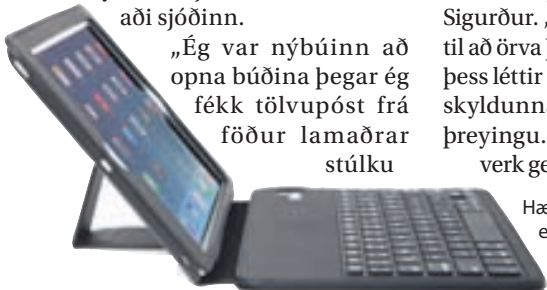 aði sjóðinn.
„Ég var nýbúinn að
opna búðina þegar ég
fékk tölvupóst frá
föður lamaðrar
stúlku
Sigurður. „
til að örva þ
þess léttir
skyldunn
þreyingu.
verk ge
Hæ
e